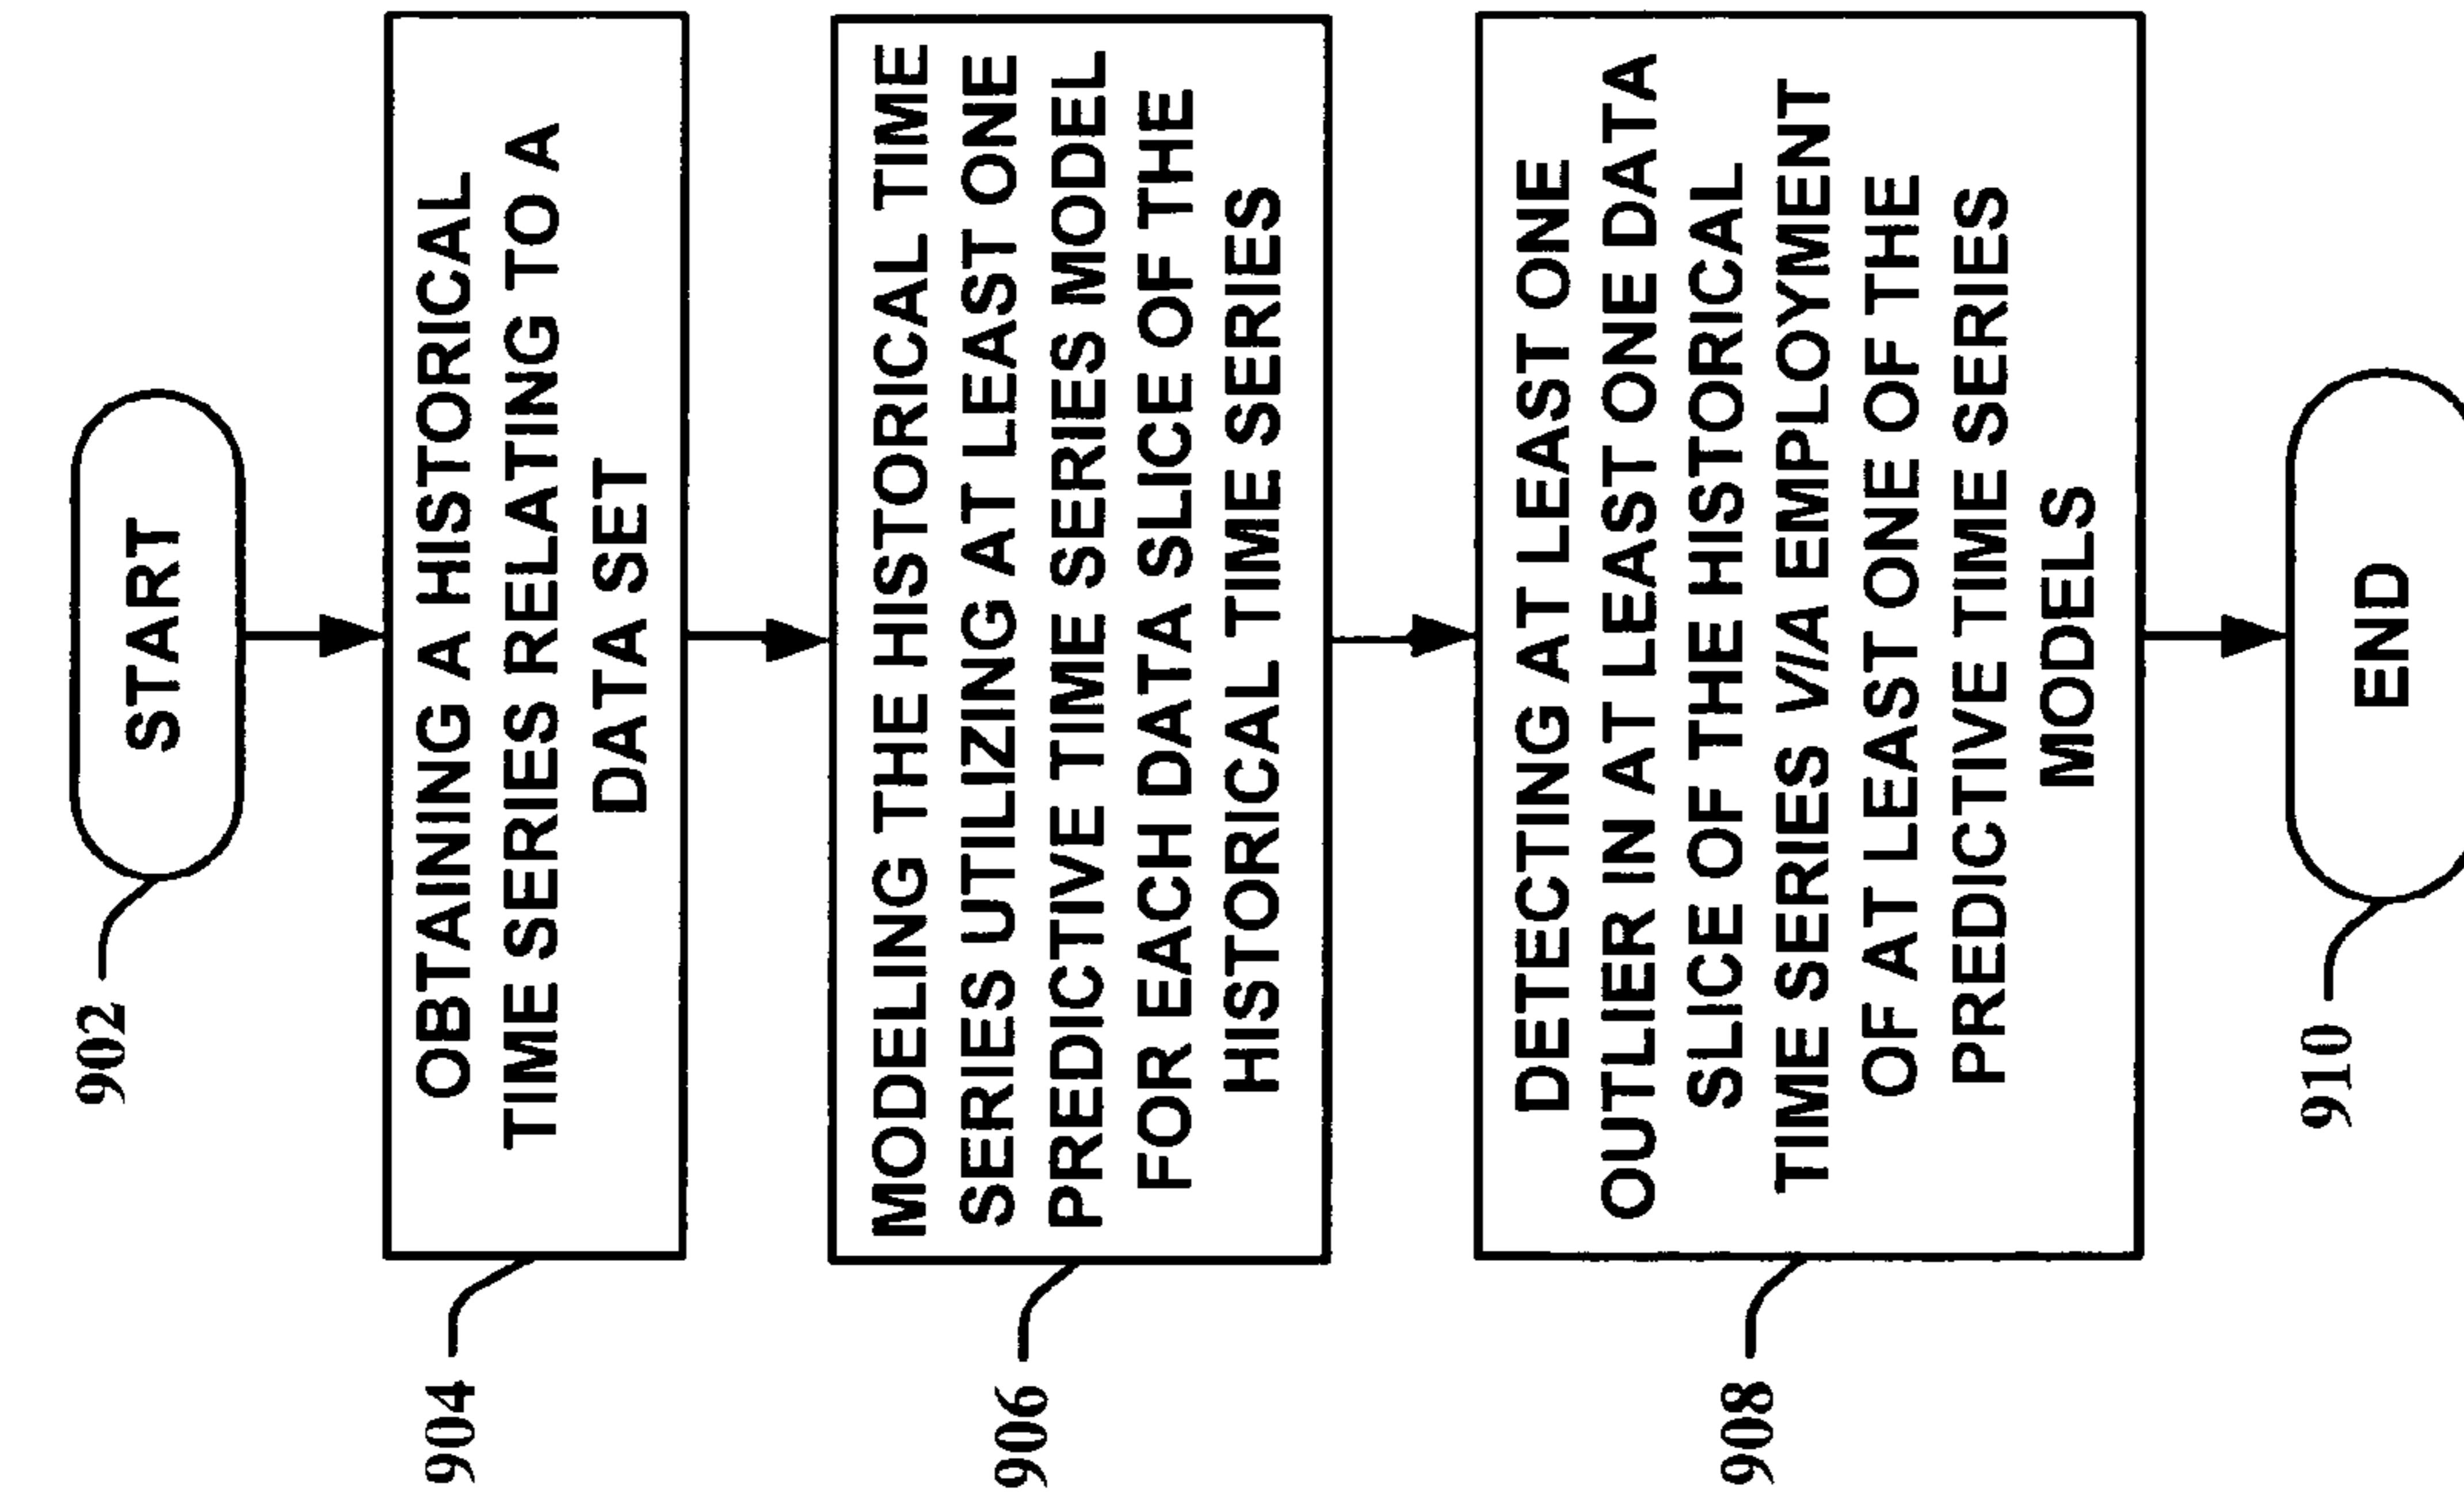 902
START
904
OBTAINING A HISTORICAL
TIME SERIES RELATING TO A
DATA SET
906
MODELING THE HISTORICAL TIME
SERIES UTILIZING AT LEAST ONE
PREDICTIVE TIME SERIES MODEL
FOR EACH DATA SLICE OF THE
HISTORICAL TIME SERIES
908
DETECTING AT LEAST ONE
OUTLIER IN AT LEAST ONE DATA
SLICE OF THE HISTORICAL
TIME SERIES VIA EMPLOYMENT
OF AT LEAST ONE OF THE
PREDICTIVE TIME SERIES
MODELS
910
END